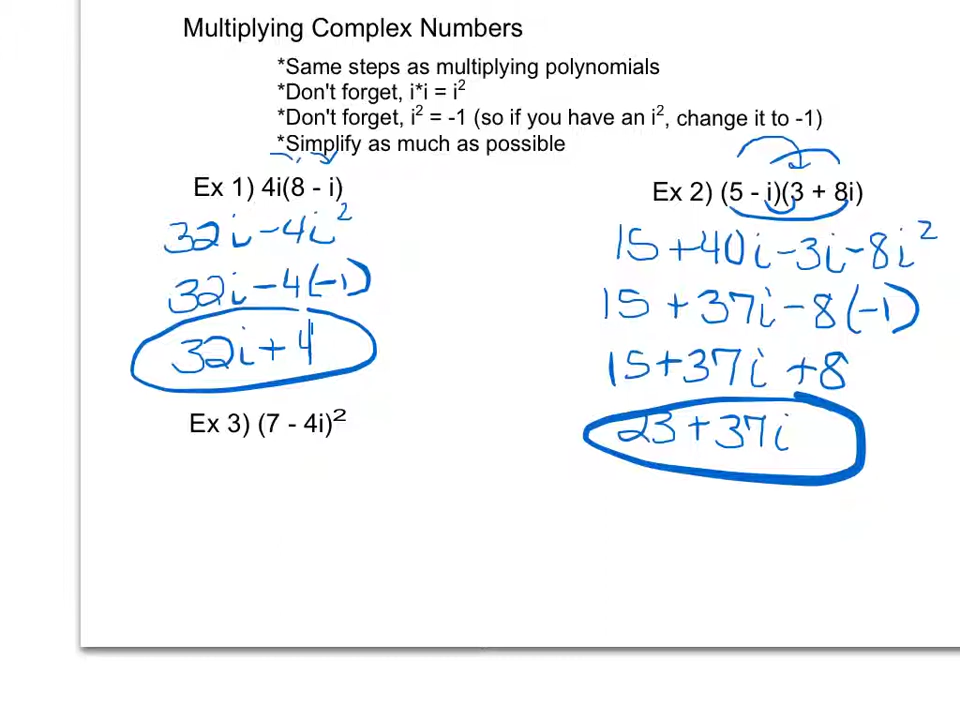 Multiplying Complex Numbers
*Same steps as multiplying polynomials
*Don't forget, i*i = i²
*Don't forget, i² = -1 (so if you have an i², change it to -1)
*Simplify as much as possible
Ex 1) 4i(8 - i)
32i - 4i²
32i - 4(-1)
32i + 4
Ex 2) (5 - i)(3 + 8i)
15 + 40i - 3i - 8i²
15 + 37i - 8(-1)
15 + 37i + 8
23 + 37i
Ex 3) (7 - 4i)²